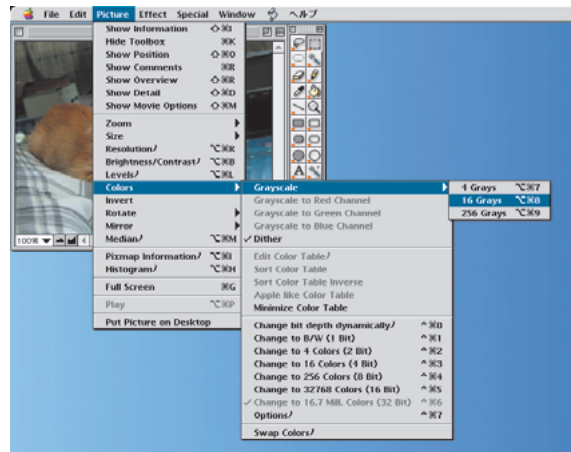 File Edit Picture Effect Special Window ヘルプ
Show Information ⇧⌘I
Hide Toolbox ⌘K
Show Position ⇧⌘O
Show Comments ⌘R
Show Overview ⇧⌘R
Show Detail ⇧⌘D
Show Movie Options ⇧⌘M
Zoom
Size
Resolution♪ ⌥⌘R
Brightness/Contrast♪ ⌥⌘B
Levels♪ ⌥⌘L
Colors
Invert
Rotate
Mirror
Median♪ ⌥⌘M
Pixmap Information♪ ⌥⌘I
Histogram♪ ⌥⌘H
Full Screen ⌘G
Play ⌥⌘P
Put Picture on Desktop
100%
A
Grayscale
Grayscale to Red Channel
Grayscale to Green Channel
Grayscale to Blue Channel
✓ Dither
Edit Color Table♪
Sort Color Table
Sort Color Table Inverse
Apple like Color Table
Minimize Color Table
Change bit depth dynamically♪ ^⌘0
Change to B/W (1 Bit) ^⌘1
Change to 4 Colors (2 Bit) ^⌘2
Change to 16 Colors (4 Bit) ^⌘3
Change to 256 Colors (8 Bit) ^⌘4
Change to 32768 Colors (16 Bit) ^⌘5
✓ Change to 16,7 Mill. Colors (32 Bit) ^⌘6
Options♪ ^⌘7
Swap Colors♪
4 Grays ⌥⌘7
16 Grays ⌥⌘8
256 Grays ⌥⌘9